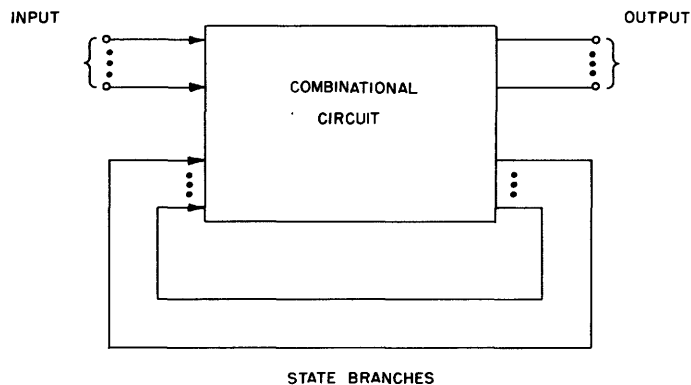 INPUT
OUTPUT
COMBINATIONAL
CIRCUIT
STATE BRANCHES